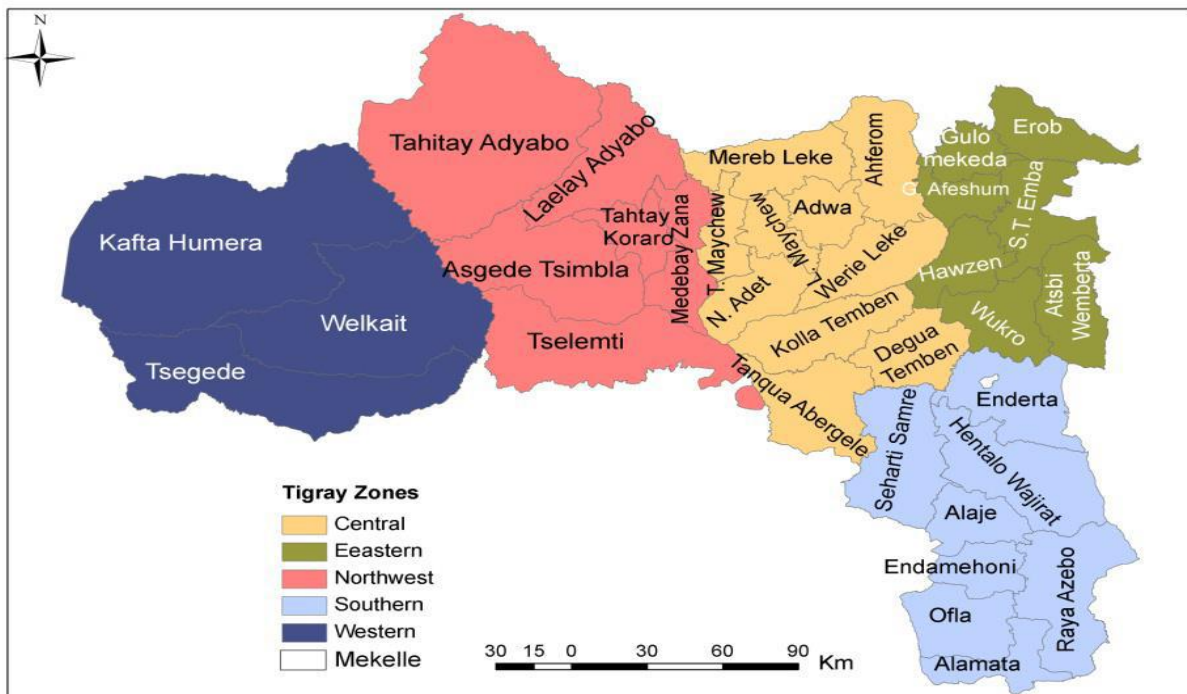 N
Tahitay Adyabo
Laelay Adyabo
Mereb Leke
Ahferom
Gulo
mekeda
Erob
G. Afeshum
S.T. Emba
Kafta Humera
Tahtay
Koraro
Medebay Zana
T. Maychew
L. Maychew
Adwa
Asgede Tsimbla
Werie Leke
Hawzen
Atsbi
Wemberta
Welkait
N. Adet
Kolla Temben
Wukro
Tselemti
Degua
Temben
Tsegede
Tanqua Abergele
Enderta
Seharti Samre
Hentalo Wajirat
Alaje
Endamehoni
Raya Azebo
Ofla
Alamata
Tigray Zones
Central
Eeastern
Northwest
Southern
Western
Mekelle
30 15 0 30 60 90
Km